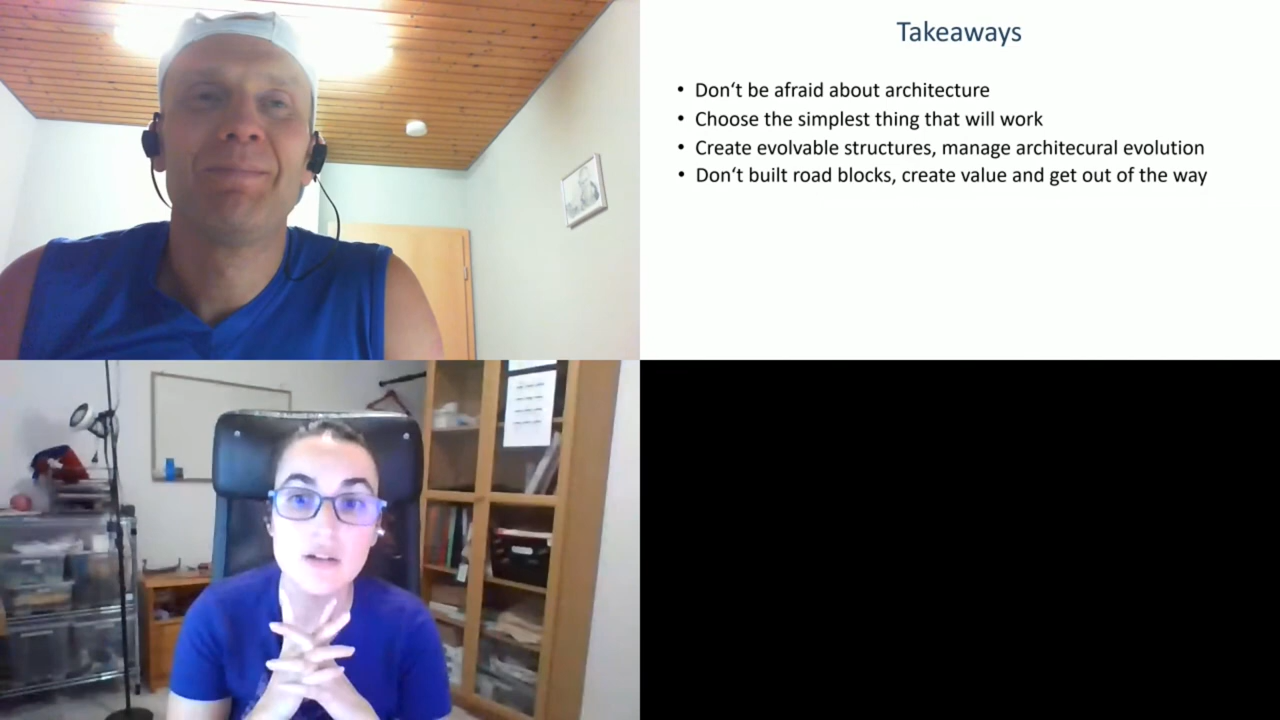 Takeaways
• Don‘t be afraid about architecture
• Choose the simplest thing that will work
• Create evolvable structures, manage architecural evolution
• Don‘t built road blocks, create value and get out of the way